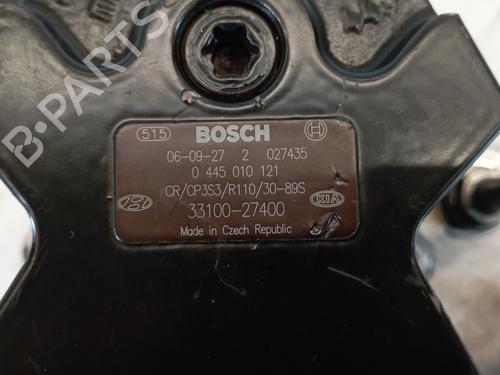 B-PARTS
515 BOSCH
06-09-27 2 027435
0 445 010 121
CR/CP3S3/R110/30-89S
KIA
33100-27400
Made in Czech Republic